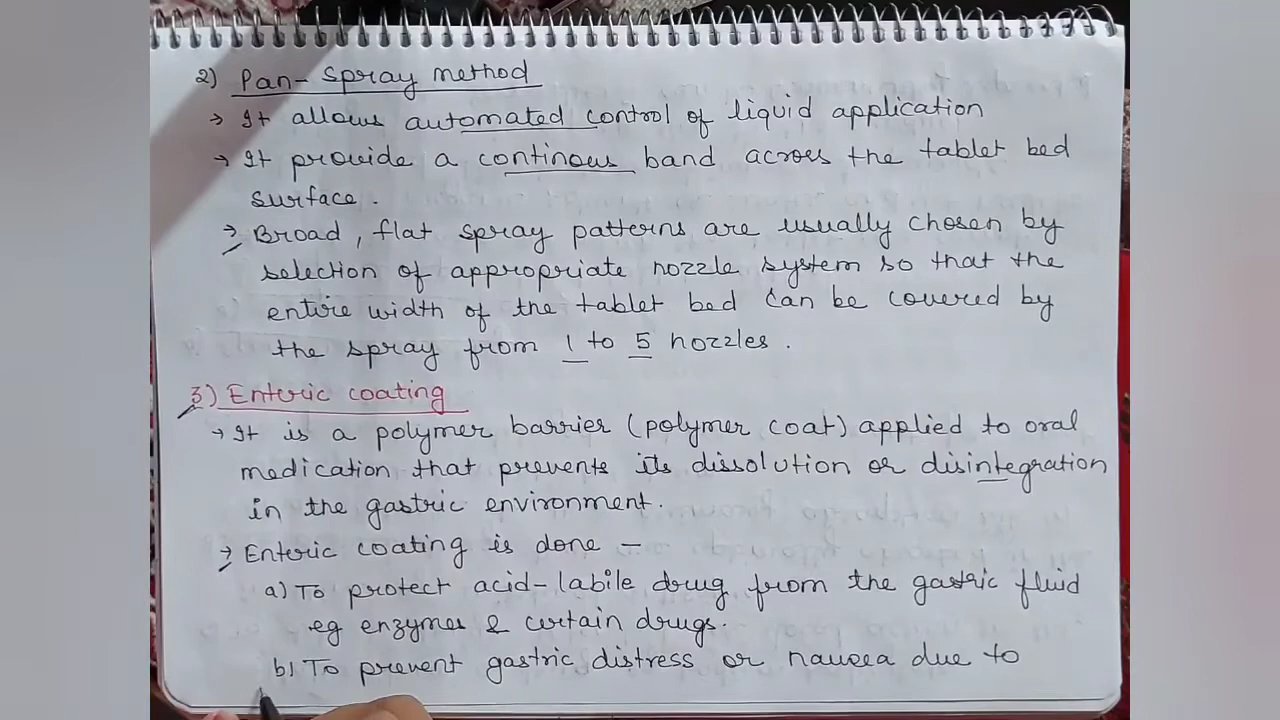 2) Pan- spray method
→ It allows automated control of liquid application
→ It provide a continous band across the tablet bed
surface.
→ Broad, flat spray patterns are usually chosen by
selection of appropriate nozzle system so that the
entire width of the tablet bed can be covered by
the spray from 1 to 5 nozzles.
3) Enteric coating
→ It is a polymer barrier (polymer coat) applied to oral
medication that prevents its dissolution or disintegration
in the gastric environment.
→ Enteric coating is done –
a) To protect acid-labile drug from the gastric fluid
eg enzymes & certain drugs.
b) To prevent gastric distress or nausea due to